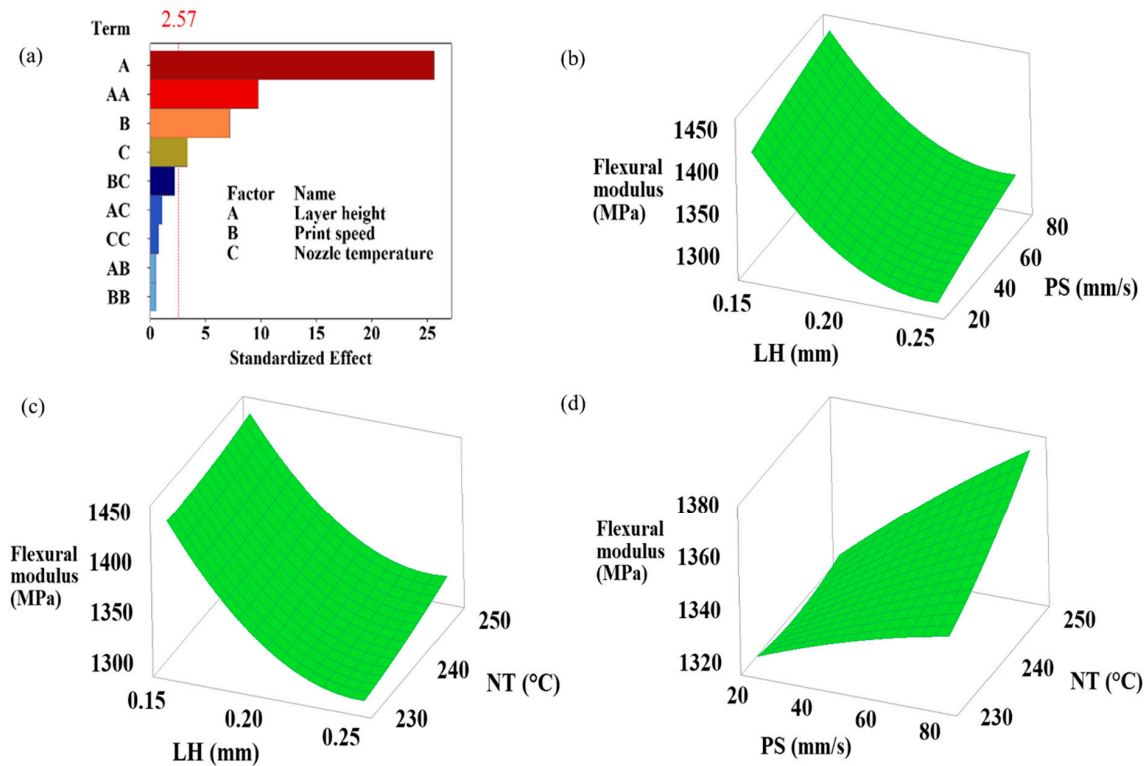 (a)
Term
2.57
A
AA
B
C
BC
AC
CC
AB
BB
Factor Name
A Layer height
B Print speed
C Nozzle temperature
0 5 10 15 20 25
Standardized Effect
(b)
Flexural
modulus
(MPa)
1450
1400
1350
1300
0.15
0.20
0.25
LH (mm)
20
40
60
80
PS (mm/s)
(c)
Flexural
modulus
(MPa)
1450
1400
1350
1300
0.15
0.20
0.25
LH (mm)
230
240
250
NT (°C)
(d)
Flexural
modulus
(MPa)
1380
1360
1340
1320
20
40
60
80
PS (mm/s)
230
240
250
NT (°C)